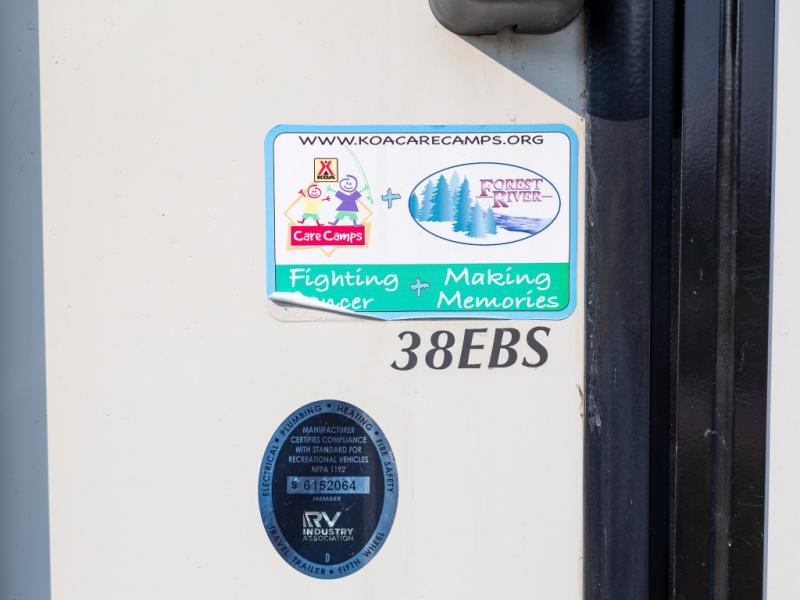 WWW.KOACARECAMPS.ORG
KOA
Care Camps
+
FOREST
RIVER
Fighting + Making
Memories
38EBS
ELECTRICAL • PLUMBING • HEATING • FIRE SAFETY
MANUFACTURER
CERTIFIES COMPLIANCE
WITH STANDARD FOR
RECREATIONAL VEHICLES
NFPA 1192
S 6152064
MEMBER
RV
INDUSTRY
ASSOCIATION
D
TRAVEL TRAILER • FIFTH WHEEL